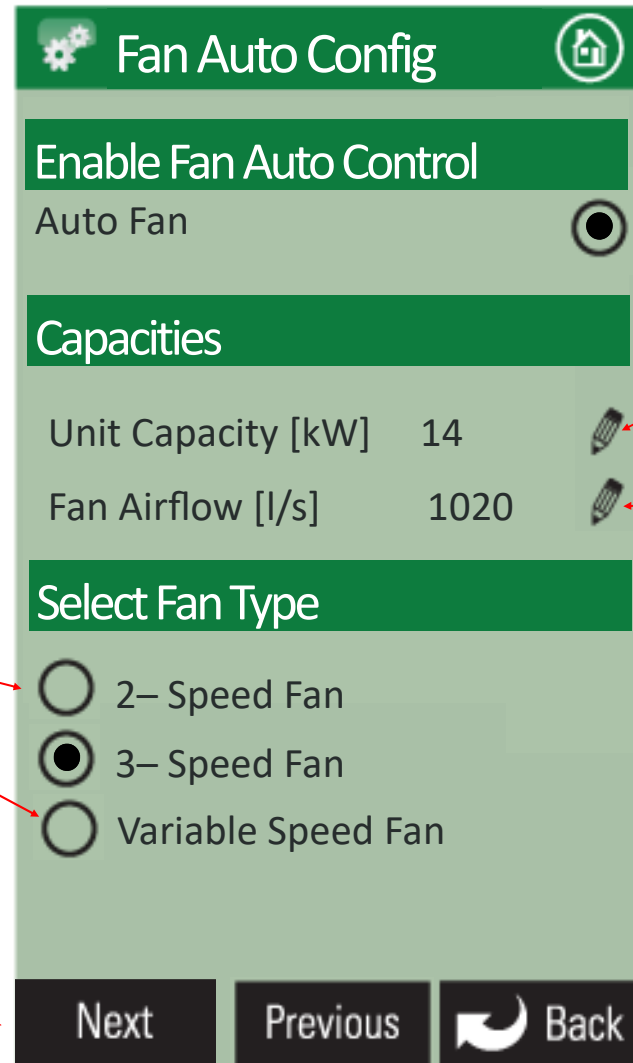 Fan Auto Config
Enable Fan Auto Control
Auto Fan
Capacities
Unit Capacity [kW] 14
Fan Airflow [l/s] 1020
Select Fan Type
2– Speed Fan
3– Speed Fan
Variable Speed Fan
Next Previous Back